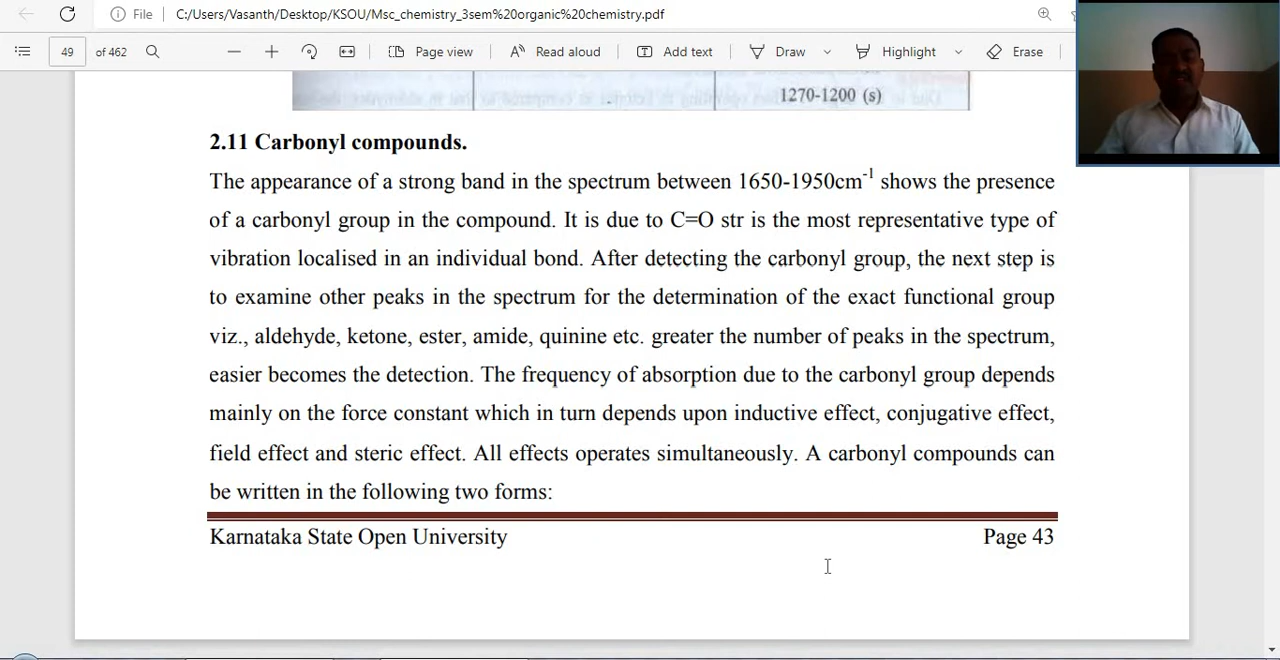 File C:/Users/Vasanth/Desktop/KSOU/Msc_chemistry_3sem%20organic%20chemistry.pdf
49 of 462 Page view Read aloud Add text Draw Highlight Erase
1270-1200 (s)
2.11 Carbonyl compounds.
The appearance of a strong band in the spectrum between 1650-1950cm⁻¹ shows the presence
of a carbonyl group in the compound. It is due to C=O str is the most representative type of
vibration localised in an individual bond. After detecting the carbonyl group, the next step is
to examine other peaks in the spectrum for the determination of the exact functional group
viz., aldehyde, ketone, ester, amide, quinine etc. greater the number of peaks in the spectrum,
easier becomes the detection. The frequency of absorption due to the carbonyl group depends
mainly on the force constant which in turn depends upon inductive effect, conjugative effect,
field effect and steric effect. All effects operates simultaneously. A carbonyl compounds can
be written in the following two forms:
Karnataka State Open University Page 43